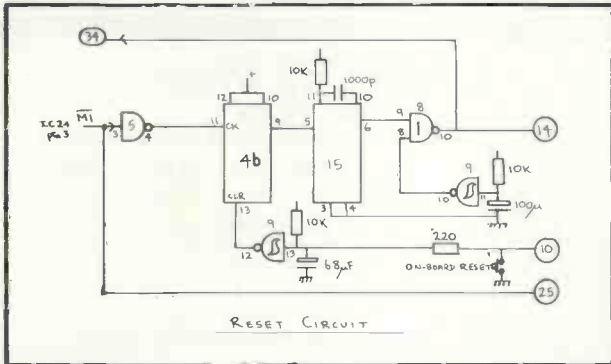 34
10K
1000p
12 10
11 10
M1
IC24
pin 3
3 5 4
11 CK
9
5
6
9 8
1
8
10
14
4b
15
CLR
13
3 4
9
10 11
10K
100µ
9
10K
12 13
68µF
220
10
ON-BOARD RESET
25
RESET CIRCUIT